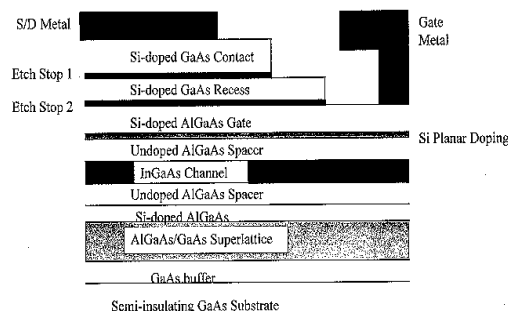 S/D Metal
Gate
Metal
Si-doped GaAs Contact
Etch Stop 1
Si-doped GaAs Recess
Etch Stop 2
Si-doped AlGaAs Gate
Si Planar Doping
Undoped AlGaAs Spacer
InGaAs Channel
Undoped AlGaAs Spacer
Si-doped AlGaAs
AlGaAs/GaAs Superlattice
GaAs buffer
Semi-insulating GaAs Substrate